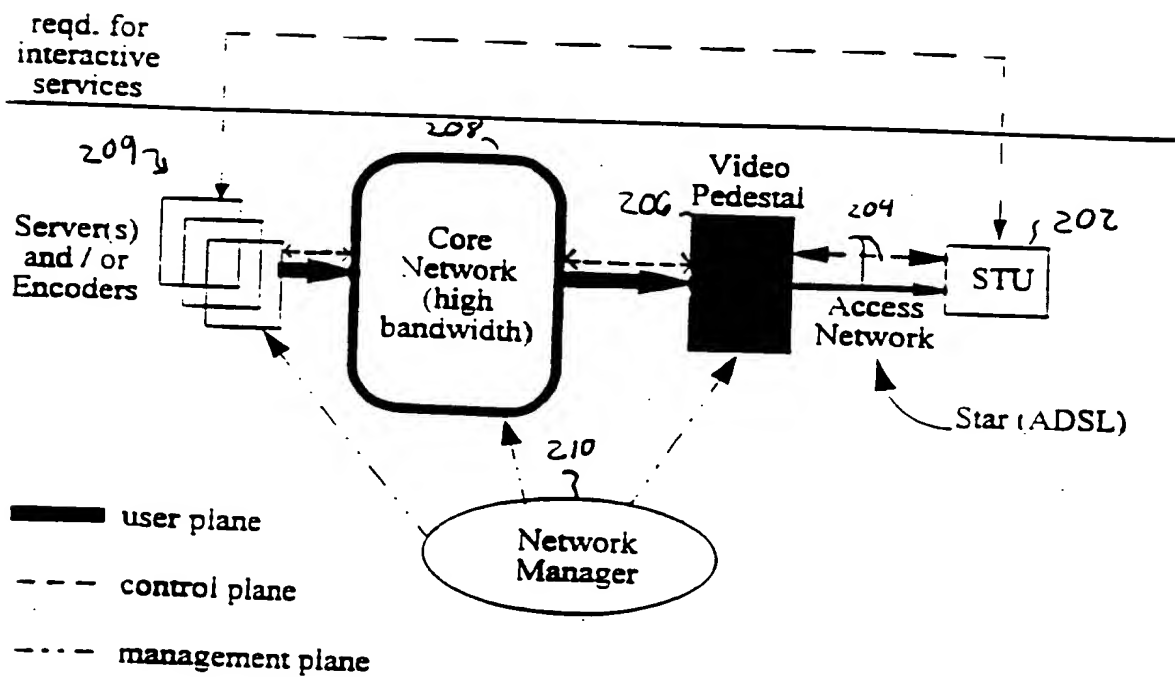 reqd. for
interactive
services
209
208
Video
Pedestal
206
204
202
Server(s)
and / or
Encoders
Core
Network
(high
bandwidth)
STU
Access
Network
Star (ADSL)
210
Network
Manager
user plane
control plane
management plane